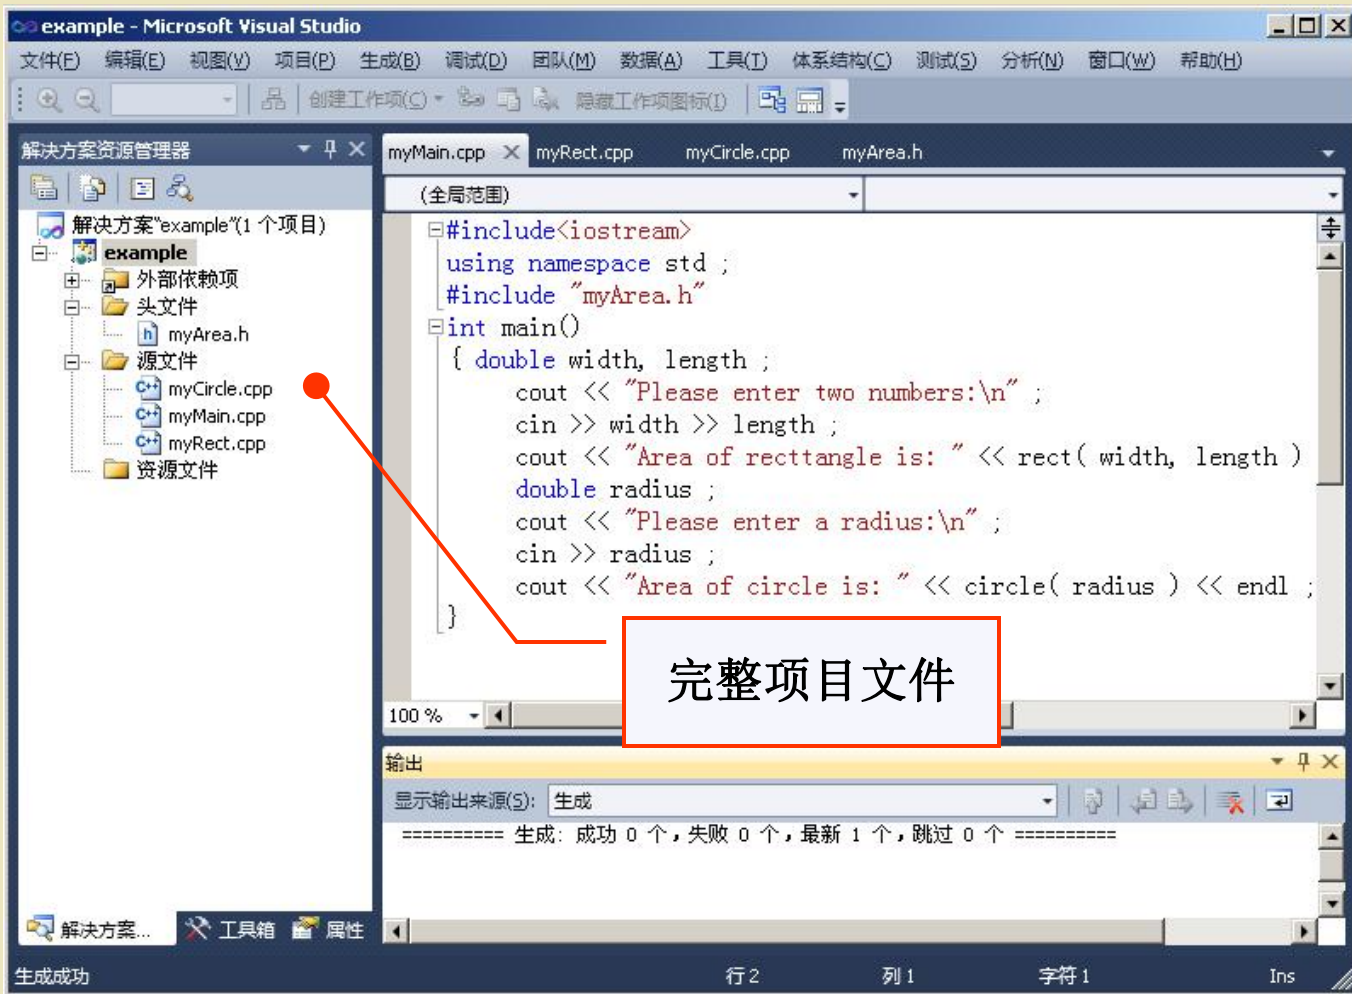 example - Microsoft Visual Studio
文件(F) 编辑(E) 视图(V) 项目(P) 生成(B) 调试(D) 团队(M) 数据(A) 工具(T) 体系结构(C) 测试(S) 分析(N) 窗口(W) 帮助(H)
创建工作项(C) 隐藏工作项图标(I)
解决方案资源管理器
解决方案"example"(1 个项目)
example
外部依赖项
头文件
myArea.h
源文件
myCircle.cpp
myMain.cpp
myRect.cpp
资源文件
解决方案... 工具箱 属性
myMain.cpp myRect.cpp myCircle.cpp myArea.h
(全局范围)
#include<iostream>
using namespace std ;
#include "myArea.h"
int main()
{ double width, length ;
cout << "Please enter two numbers:\n" ;
cin >> width >> length ;
cout << "Area of recttangle is: " << rect( width, length )
double radius ;
cout << "Please enter a radius:\n" ;
cin >> radius ;
cout << "Area of circle is: " << circle( radius ) << endl ;
}
完整项目文件
100 %
输出
显示输出来源(S): 生成
========== 生成: 成功 0 个，失败 0 个，最新 1 个，跳过 0 个 ==========
生成成功 行 2 列 1 字符 1 Ins